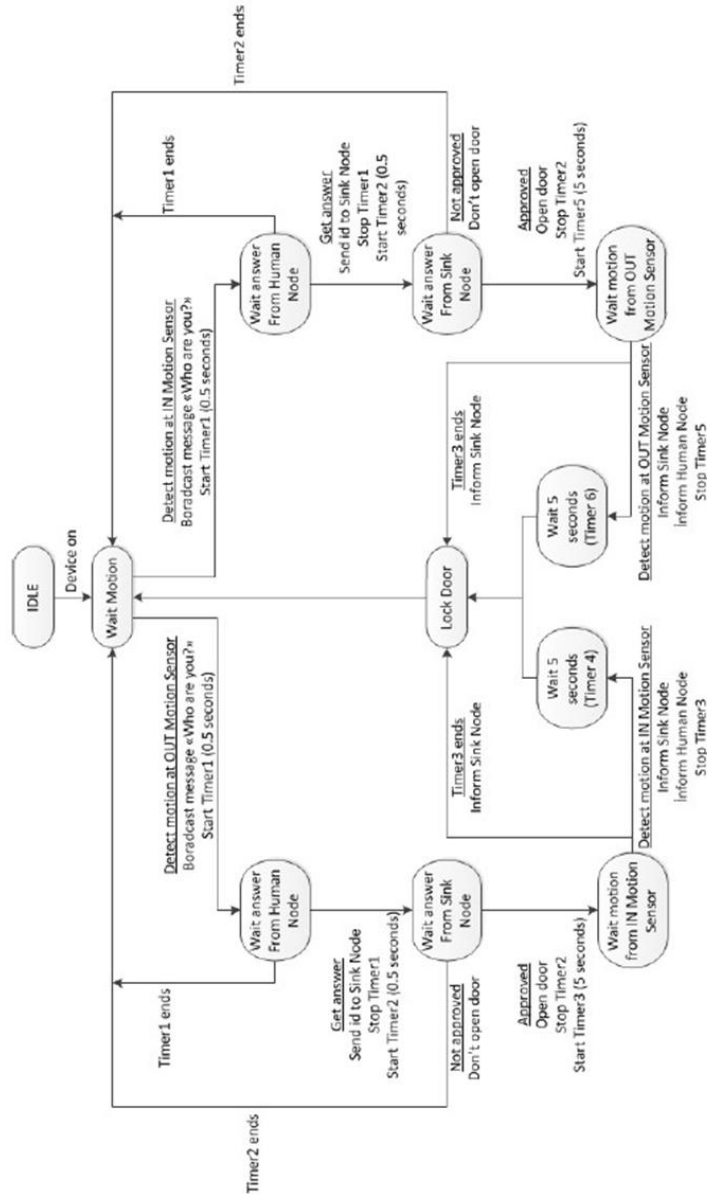 IDLE
Device on
Wait Motion
Detect motion at OUT Motion Sensor
Boradcast message «Who are you?»
Start Timer1 (0.5 seconds)
Detect motion at IN Motion Sensor
Boradcast message «Who are you?»
Start Timer1 (0.5 seconds)
Timer2 ends
Timer1 ends
Wait answer
From Human
Node
Get answer
Send id to Sink Node
Stop Timer1
Start Timer2 (0.5 seconds)
Wait answer
From Sink
Node
Not approved
Don't open door
Approved
Open door
Stop Timer2
Start Timer3 (5 seconds)
Wait motion
from IN Motion
Sensor
Timer3 ends
Inform Sink Node
Detect motion at IN Motion Sensor
Inform Sink Node
Inform Human Node
Stop Timer3
Wait 5
seconds
(Timer 4)
Lock Door
Wait 5
seconds
(Timer 6)
Timer1 ends
Timer2 ends
Wait answer
From Human
Node
Get answer
Send id to Sink Node
Stop Timer1
Start Timer2 (0.5
seconds)
Wait answer
From Sink
Node
Not approved
Don't open door
Approved
Open door
Stop Timer2
Start Timer5 (5 seconds)
Wait motion
from OUT
Motion Sensor
Timer3 ends
Inform Sink Node
Detect motion at OUT Motion Sensor
Inform Sink Node
Inform Human Node
Stop Timer5